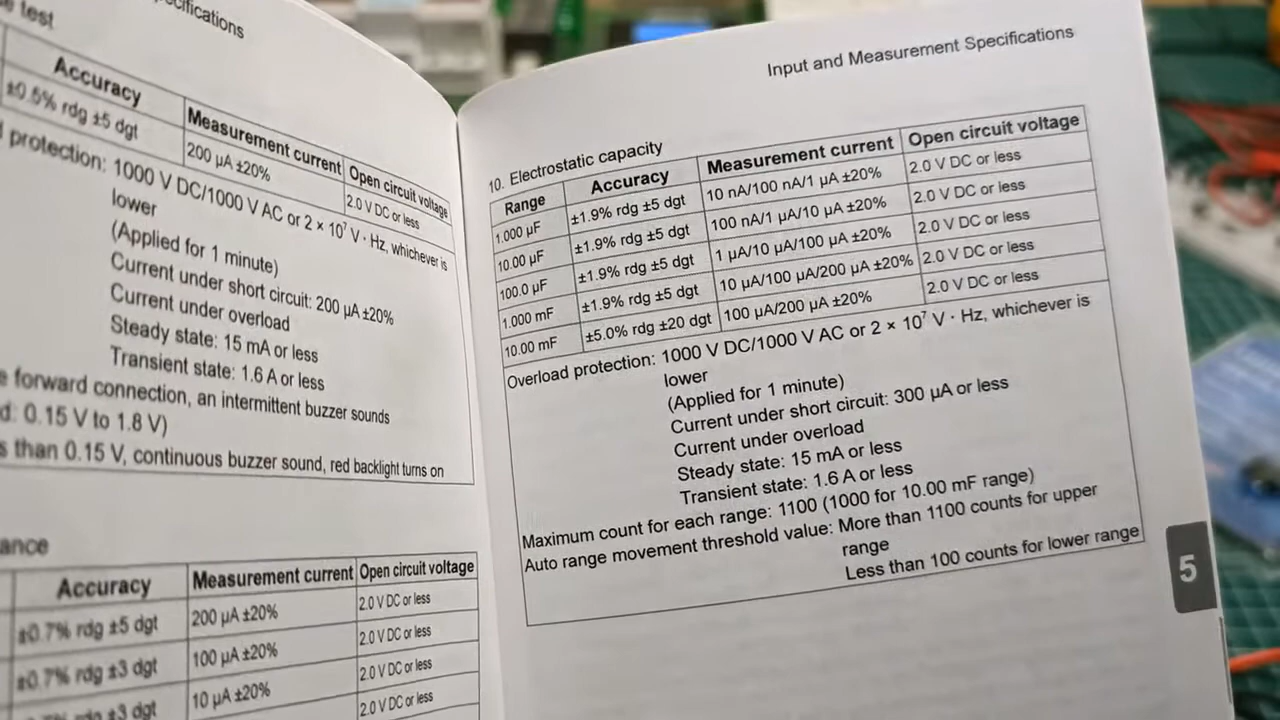 e test
Specifications
Accuracy Measurement current Open circuit voltage
±0.5% rdg ±5 dgt 200 µA ±20% 2.0 V DC or less
protection: 1000 V DC/1000 V AC or 2 × 10⁷ V · Hz, whichever is
lower
(Applied for 1 minute)
Current under short circuit: 200 µA ±20%
Current under overload
Steady state: 15 mA or less
Transient state: 1.6 A or less
e forward connection, an intermittent buzzer sounds
d: 0.15 V to 1.8 V)
s than 0.15 V, continuous buzzer sound, red backlight turns on
ance
Accuracy Measurement current Open circuit voltage
±0.7% rdg ±5 dgt 200 µA ±20% 2.0 V DC or less
±0.7% rdg ±3 dgt 100 µA ±20% 2.0 V DC or less
rdg ±3 dgt 10 µA ±20% 2.0 V DC or less
2.0 V DC or less
Input and Measurement Specifications
10. Electrostatic capacity
Range Accuracy Measurement current Open circuit voltage
1.000 µF ±1.9% rdg ±5 dgt 10 nA/100 nA/1 µA ±20% 2.0 V DC or less
10.00 µF ±1.9% rdg ±5 dgt 100 nA/1 µA/10 µA ±20% 2.0 V DC or less
100.0 µF ±1.9% rdg ±5 dgt 1 µA/10 µA/100 µA ±20% 2.0 V DC or less
1.000 mF ±1.9% rdg ±5 dgt 10 µA/100 µA/200 µA ±20% 2.0 V DC or less
10.00 mF ±5.0% rdg ±20 dgt 100 µA/200 µA ±20% 2.0 V DC or less
Overload protection: 1000 V DC/1000 V AC or 2 × 10⁷ V · Hz, whichever is
lower
(Applied for 1 minute)
Current under short circuit: 300 µA or less
Current under overload
Steady state: 15 mA or less
Transient state: 1.6 A or less
Maximum count for each range: 1100 (1000 for 10.00 mF range)
Auto range movement threshold value: More than 1100 counts for upper
range
Less than 100 counts for lower range
5